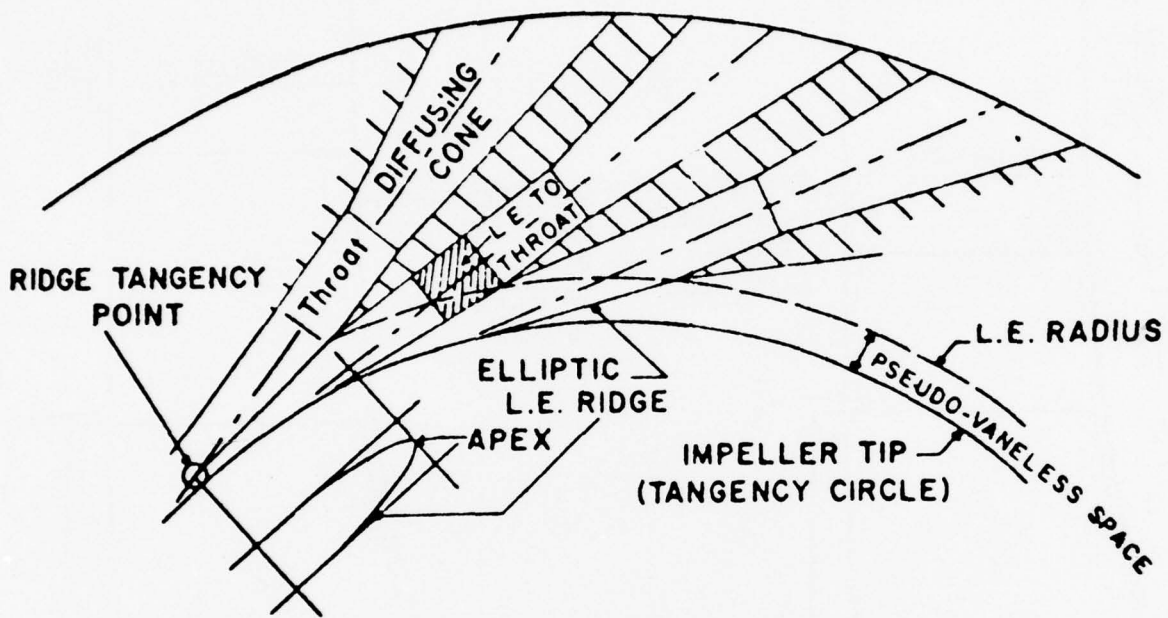 DIFFUSING
CONE
Throat
L E TO
THROAT
RIDGE TANGENCY
POINT
ELLIPTIC
L.E. RIDGE
APEX
L.E. RADIUS
PSEUDO-VANELESS SPACE
IMPELLER TIP
(TANGENCY CIRCLE)